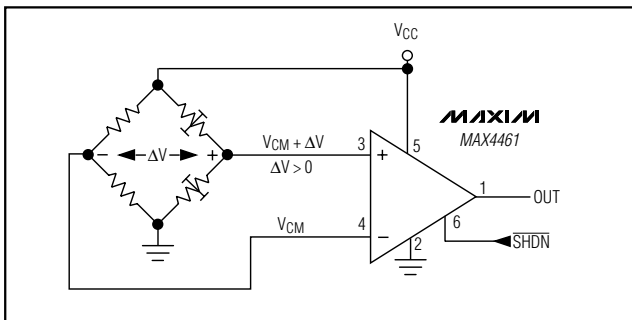 VCC
MAXIM
MAX4461
5
VCM + ΔV
3
ΔV > 0
+
− ΔV +
1
OUT
VCM
4
−
6
2
SHDN